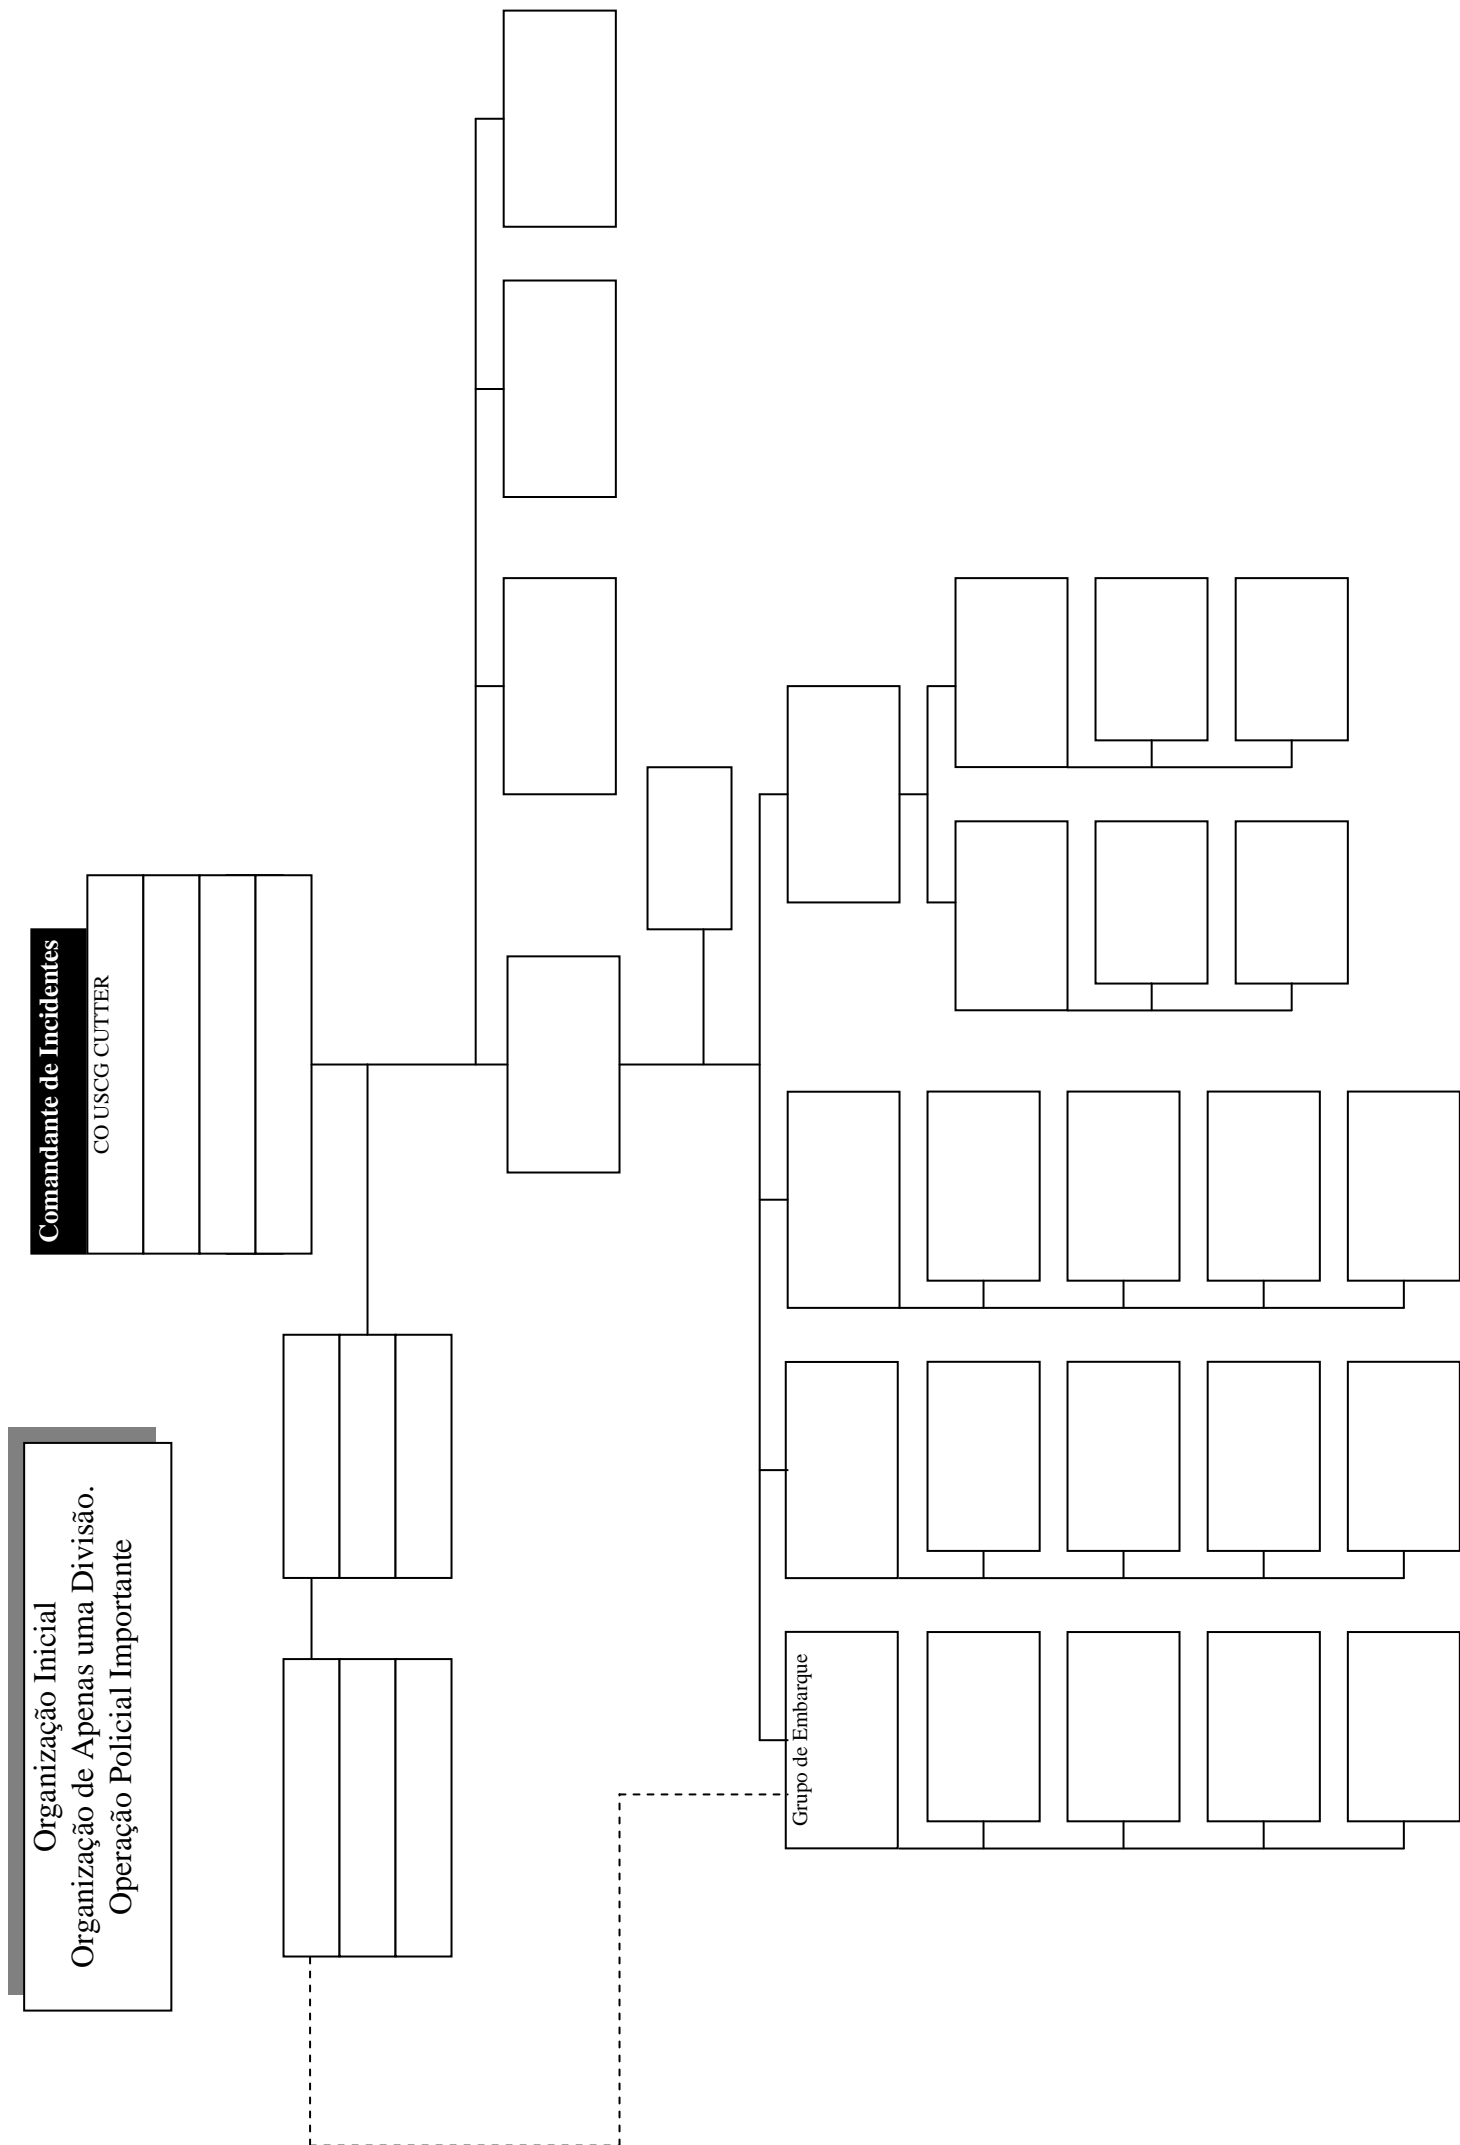 Organização Inicial
Organização de Apenas uma Divisão.
Operação Policial Importante
Comandante de Incidentes
CO USCG CUTTER
Grupo de Embarque